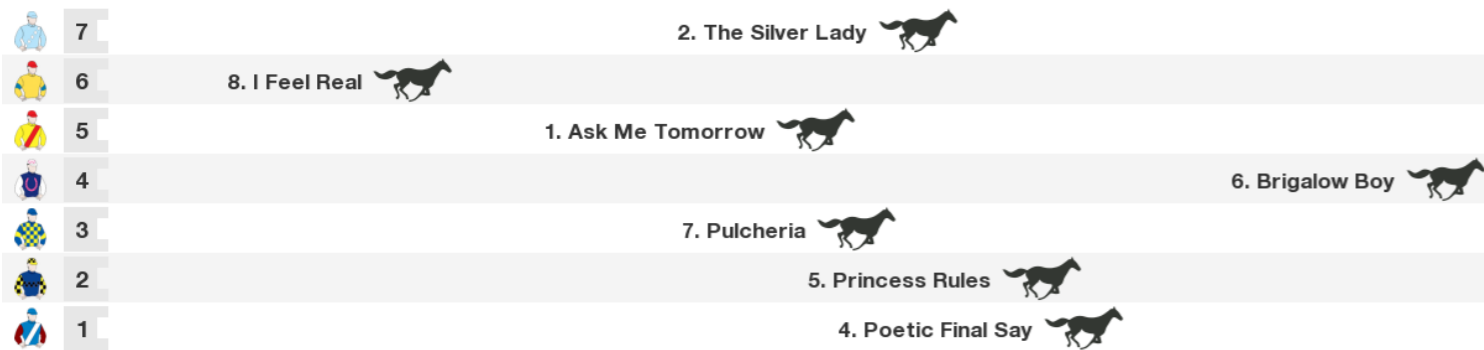 7 2. The Silver Lady
6 8. I Feel Real
5 1. Ask Me Tomorrow
4 6. Brigalow Boy
3 7. Pulcheria
2 5. Princess Rules
1 4. Poetic Final Say